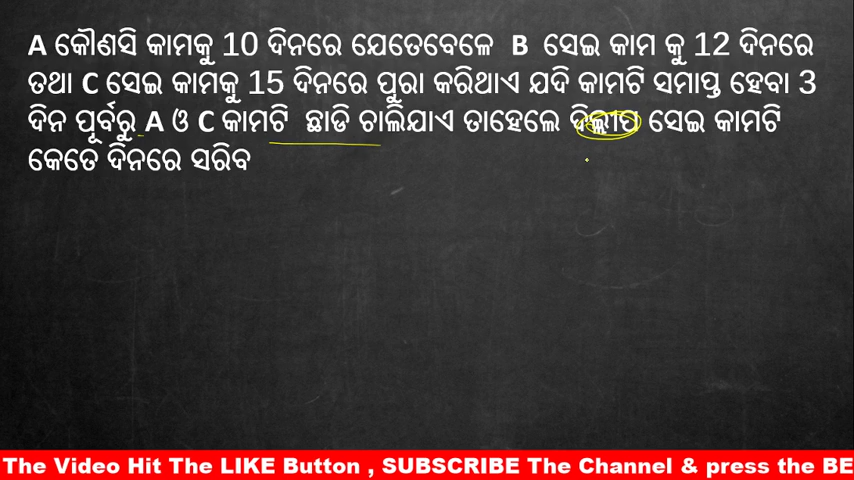 A କୌଣସି କାମକୁ 10 ଦିନରେ ଯେତେବେଳେ B ସେଇ କାମ କୁ 12 ଦିନରେ
ତଥା C ସେଇ କାମକୁ 15 ଦିନରେ ପୁରା କରିଥାଏ ଯଦି କାମଟି ସମାପ୍ତ ହେବା 3
ଦିନ ପୂର୍ବରୁ A ଓ C କାମଟି ଛାଡି ଚାଲିଯାଏ ତାହେଲେ ଦିଲ୍ଲୀପ ସେଇ କାମଟି
କେତେ ଦିନରେ ସରିବ
The Video Hit The LIKE Button , SUBSCRIBE The Channel & press the BE